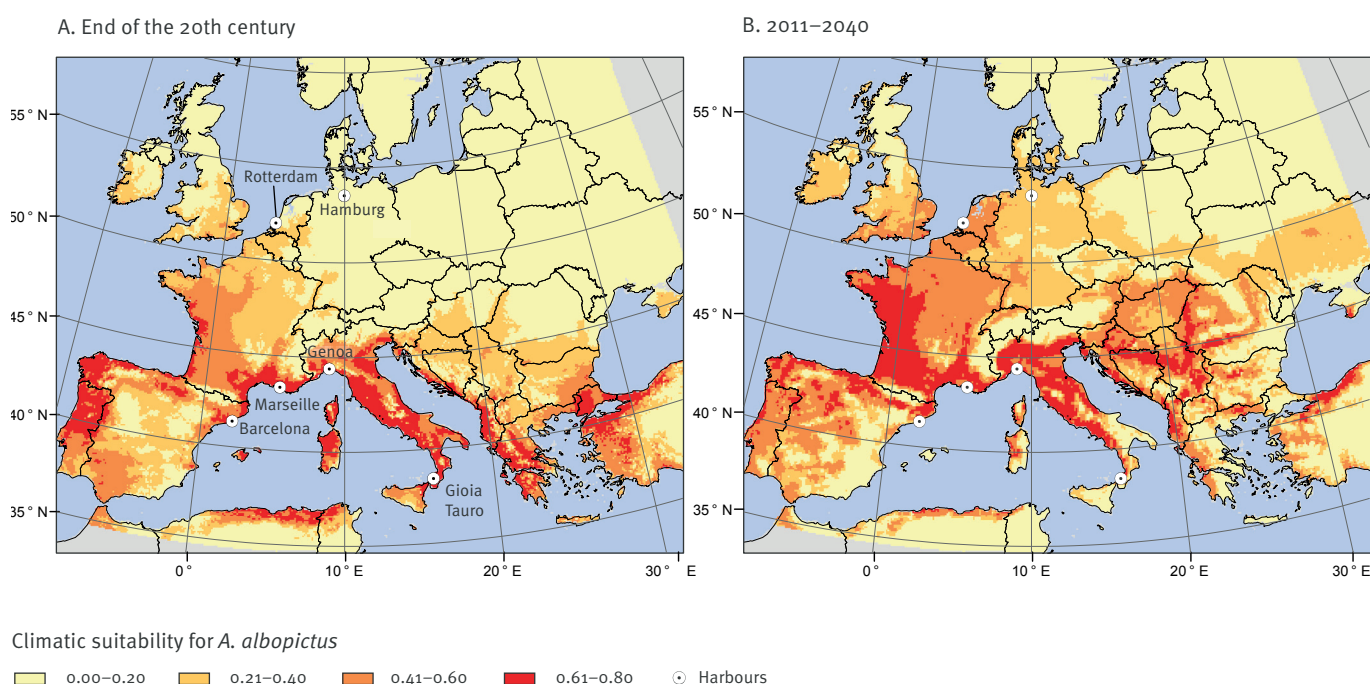 A. End of the 20th century
B. 2011–2040
55° N
50° N
45° N
40° N
35° N
0°
10° E
20° E
30° E
Rotterdam
Hamburg
Genoa
Marseille
Barcelona
Gioia
Tauro
55° N
50° N
45° N
40° N
35° N
0°
10° E
20° E
30° E
Climatic suitability for A. albopictus
0.00–0.20 0.21–0.40 0.41–0.60 0.61–0.80 Harbours